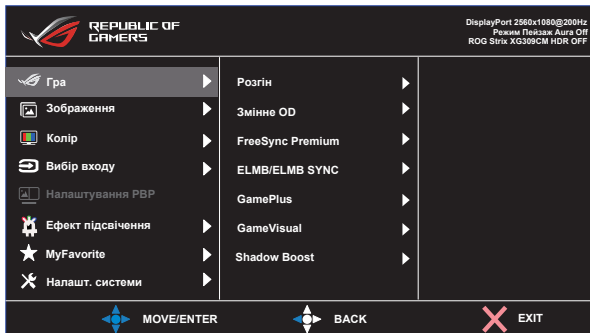 REPUBLIC OF
GAMERS
DisplayPort 2560x1080@200Hz
Режим Пейзаж Aura Off
ROG Strix XG309CM HDR OFF
Гра
Зображення
Колір
Вибір входу
Налаштування PBP
Ефект підсвічення
MyFavorite
Налашт. системи
Розгін
Змінне OD
FreeSync Premium
ELMB/ELMB SYNC
GamePlus
GameVisual
Shadow Boost
MOVE/ENTER
BACK
EXIT